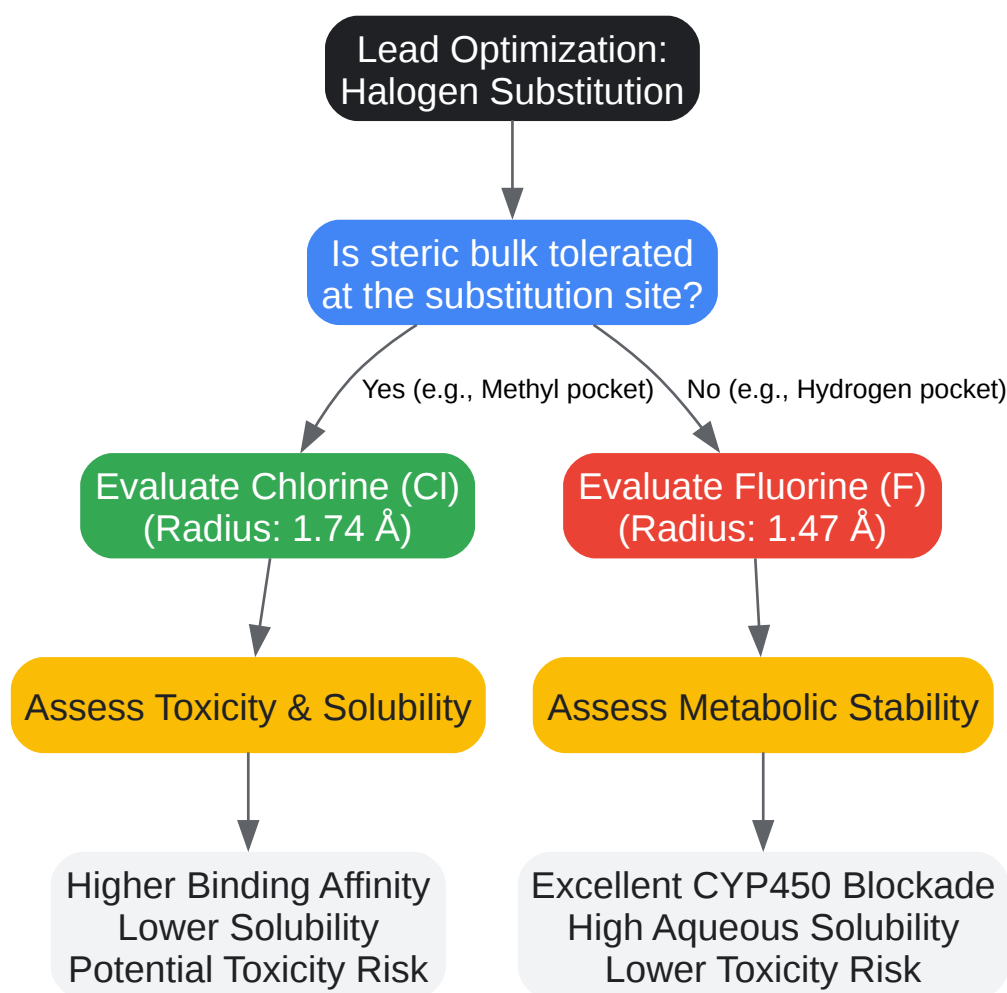 Lead Optimization:
Halogen Substitution
Is steric bulk tolerated
at the substitution site?
Yes (e.g., Methyl pocket)
No (e.g., Hydrogen pocket)
Evaluate Chlorine (Cl)
(Radius: 1.74 Å)
Evaluate Fluorine (F)
(Radius: 1.47 Å)
Assess Toxicity & Solubility
Assess Metabolic Stability
Higher Binding Affinity
Lower Solubility
Potential Toxicity Risk
Excellent CYP450 Blockade
High Aqueous Solubility
Lower Toxicity Risk